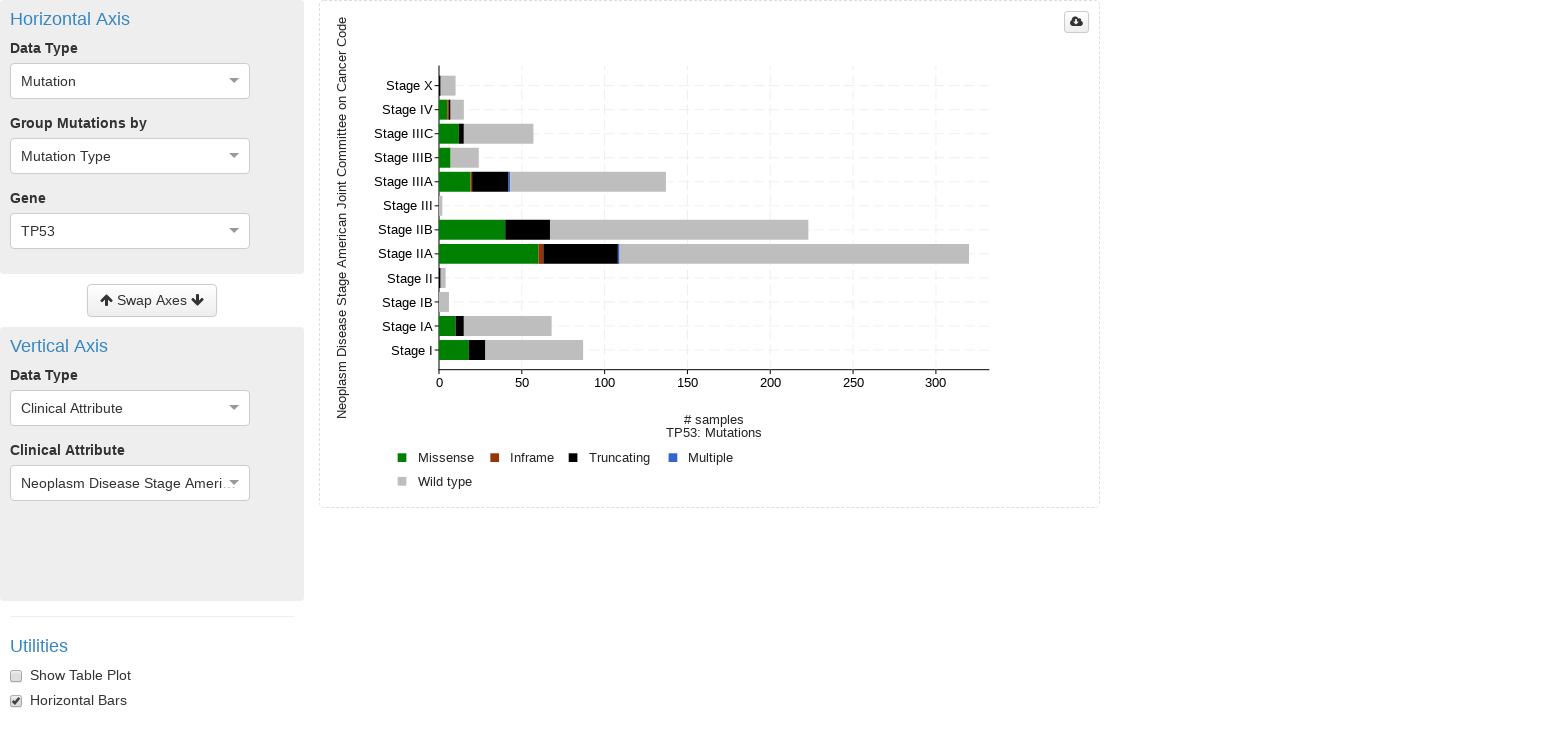 Horizontal Axis
Data Type
Mutation
Group Mutations by
Mutation Type
Gene
TP53
Swap Axes
Vertical Axis
Data Type
Clinical Attribute
Clinical Attribute
Neoplasm Disease Stage Ameri...
Utilities
Show Table Plot
Horizontal Bars
Neoplasm Disease Stage American Joint Committee on Cancer Code
Stage X
Stage IV
Stage IIIC
Stage IIIB
Stage IIIA
Stage III
Stage IIB
Stage IIA
Stage II
Stage IB
Stage IA
Stage I
0 50 100 150 200 250 300
# samples
TP53: Mutations
Missense Inframe Truncating Multiple
Wild type